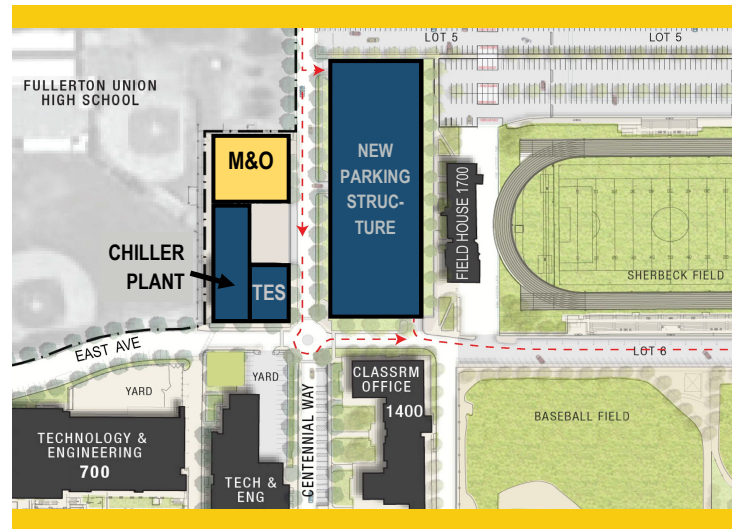 LOT 5
LOT 5
FULLERTON UNION
HIGH SCHOOL
M&O
NEW
PARKING
STRUC-
TURE
FIELD HOUSE 1700
CHILLER
PLANT
TES
SHERBECK FIELD
EAST AVE
LOT 6
YARD
YARD
CENTENNIAL WAY
CLASSRM
OFFICE
1400
BASEBALL FIELD
TECHNOLOGY &
ENGINEERING
700
TECH &
ENG